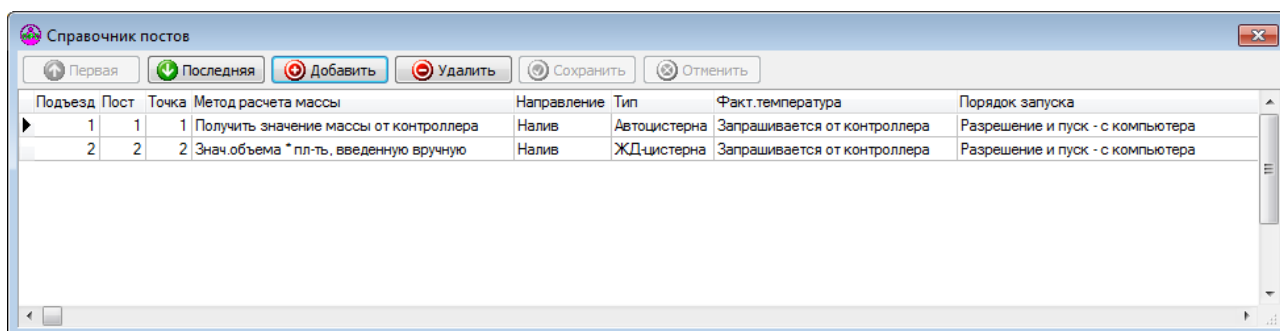 Справочник постов
Первая Последняя Добавить Удалить Сохранить Отменить
Подъезд Пост Точка Метод расчета массы Направление Тип Факт.температура Порядок запуска
1 1 1 Получить значение массы от контроллера Налив Автоцистерна Запрашивается от контроллера Разрешение и пуск - с компьютера
2 2 2 Знач.объема * пл-ть, введенную вручную Налив ЖД-цистерна Запрашивается от контроллера Разрешение и пуск - с компьютера